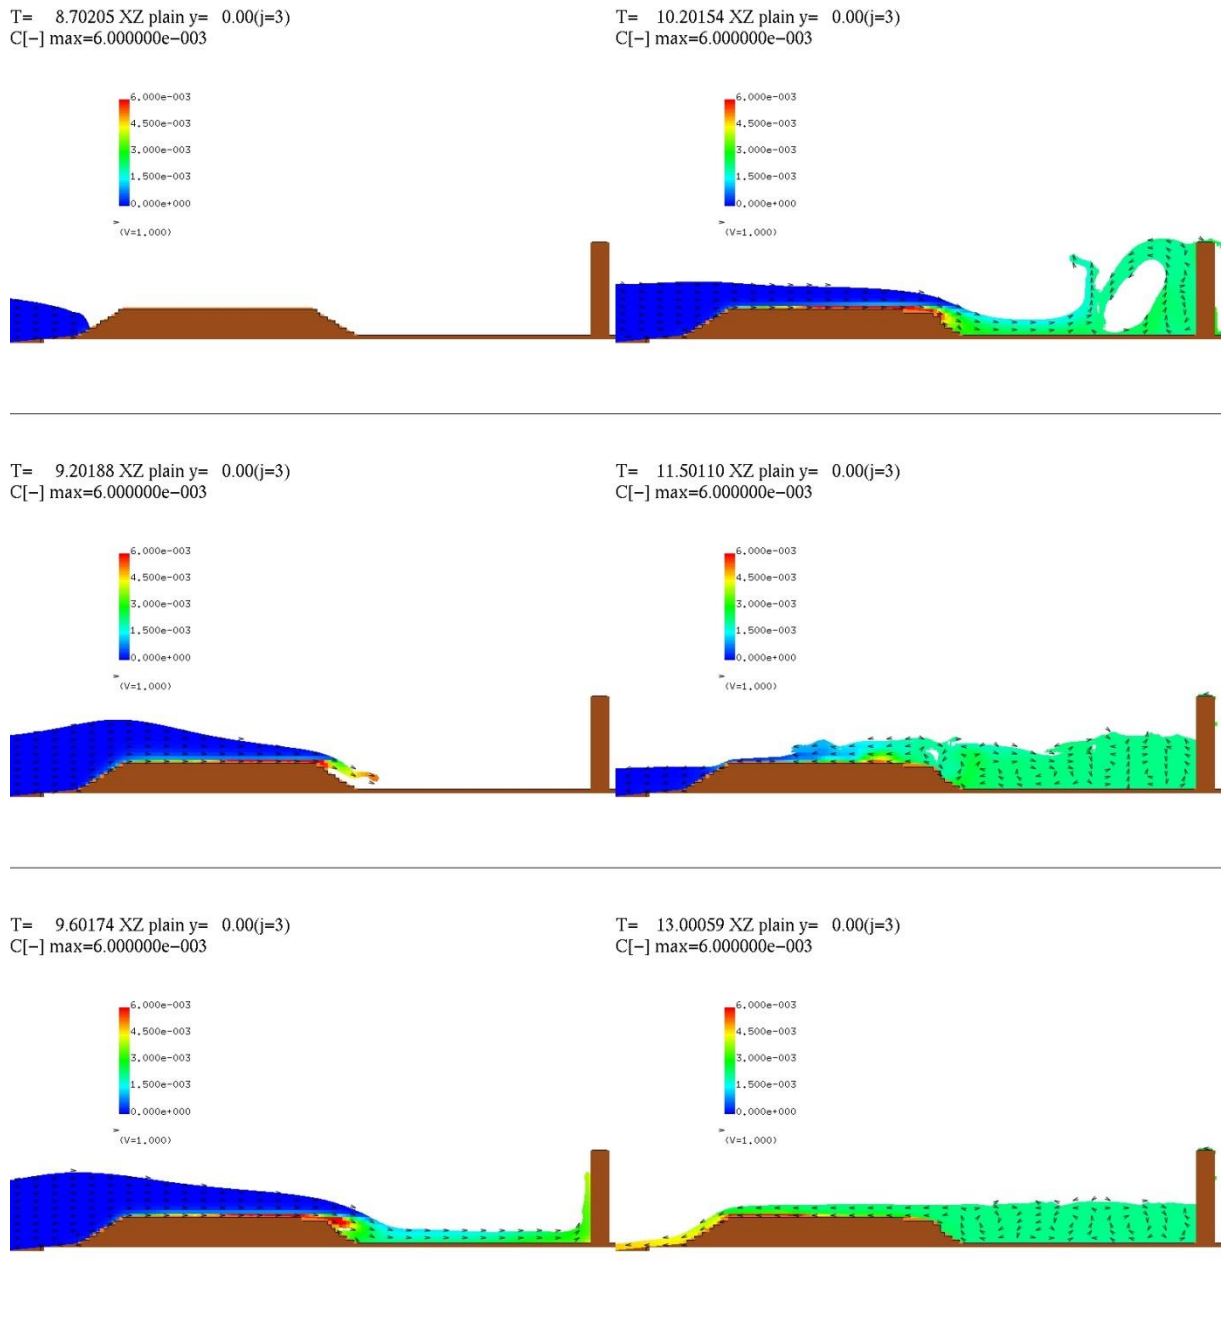 T= 8.70205 XZ plain y= 0.00(j=3)
C[−] max=6.000000e−003
6.000e-003
4.500e-003
3.000e-003
1.500e-003
0.000e+000
(V=1.000)
T= 10.20154 XZ plain y= 0.00(j=3)
C[−] max=6.000000e−003
6.000e-003
4.500e-003
3.000e-003
1.500e-003
0.000e+000
(V=1.000)
T= 9.20188 XZ plain y= 0.00(j=3)
C[−] max=6.000000e−003
6.000e-003
4.500e-003
3.000e-003
1.500e-003
0.000e+000
(V=1.000)
T= 11.50110 XZ plain y= 0.00(j=3)
C[−] max=6.000000e−003
6.000e-003
4.500e-003
3.000e-003
1.500e-003
0.000e+000
(V=1.000)
T= 9.60174 XZ plain y= 0.00(j=3)
C[−] max=6.000000e−003
6.000e-003
4.500e-003
3.000e-003
1.500e-003
0.000e+000
(V=1.000)
T= 13.00059 XZ plain y= 0.00(j=3)
C[−] max=6.000000e−003
6.000e-003
4.500e-003
3.000e-003
1.500e-003
0.000e+000
(V=1.000)